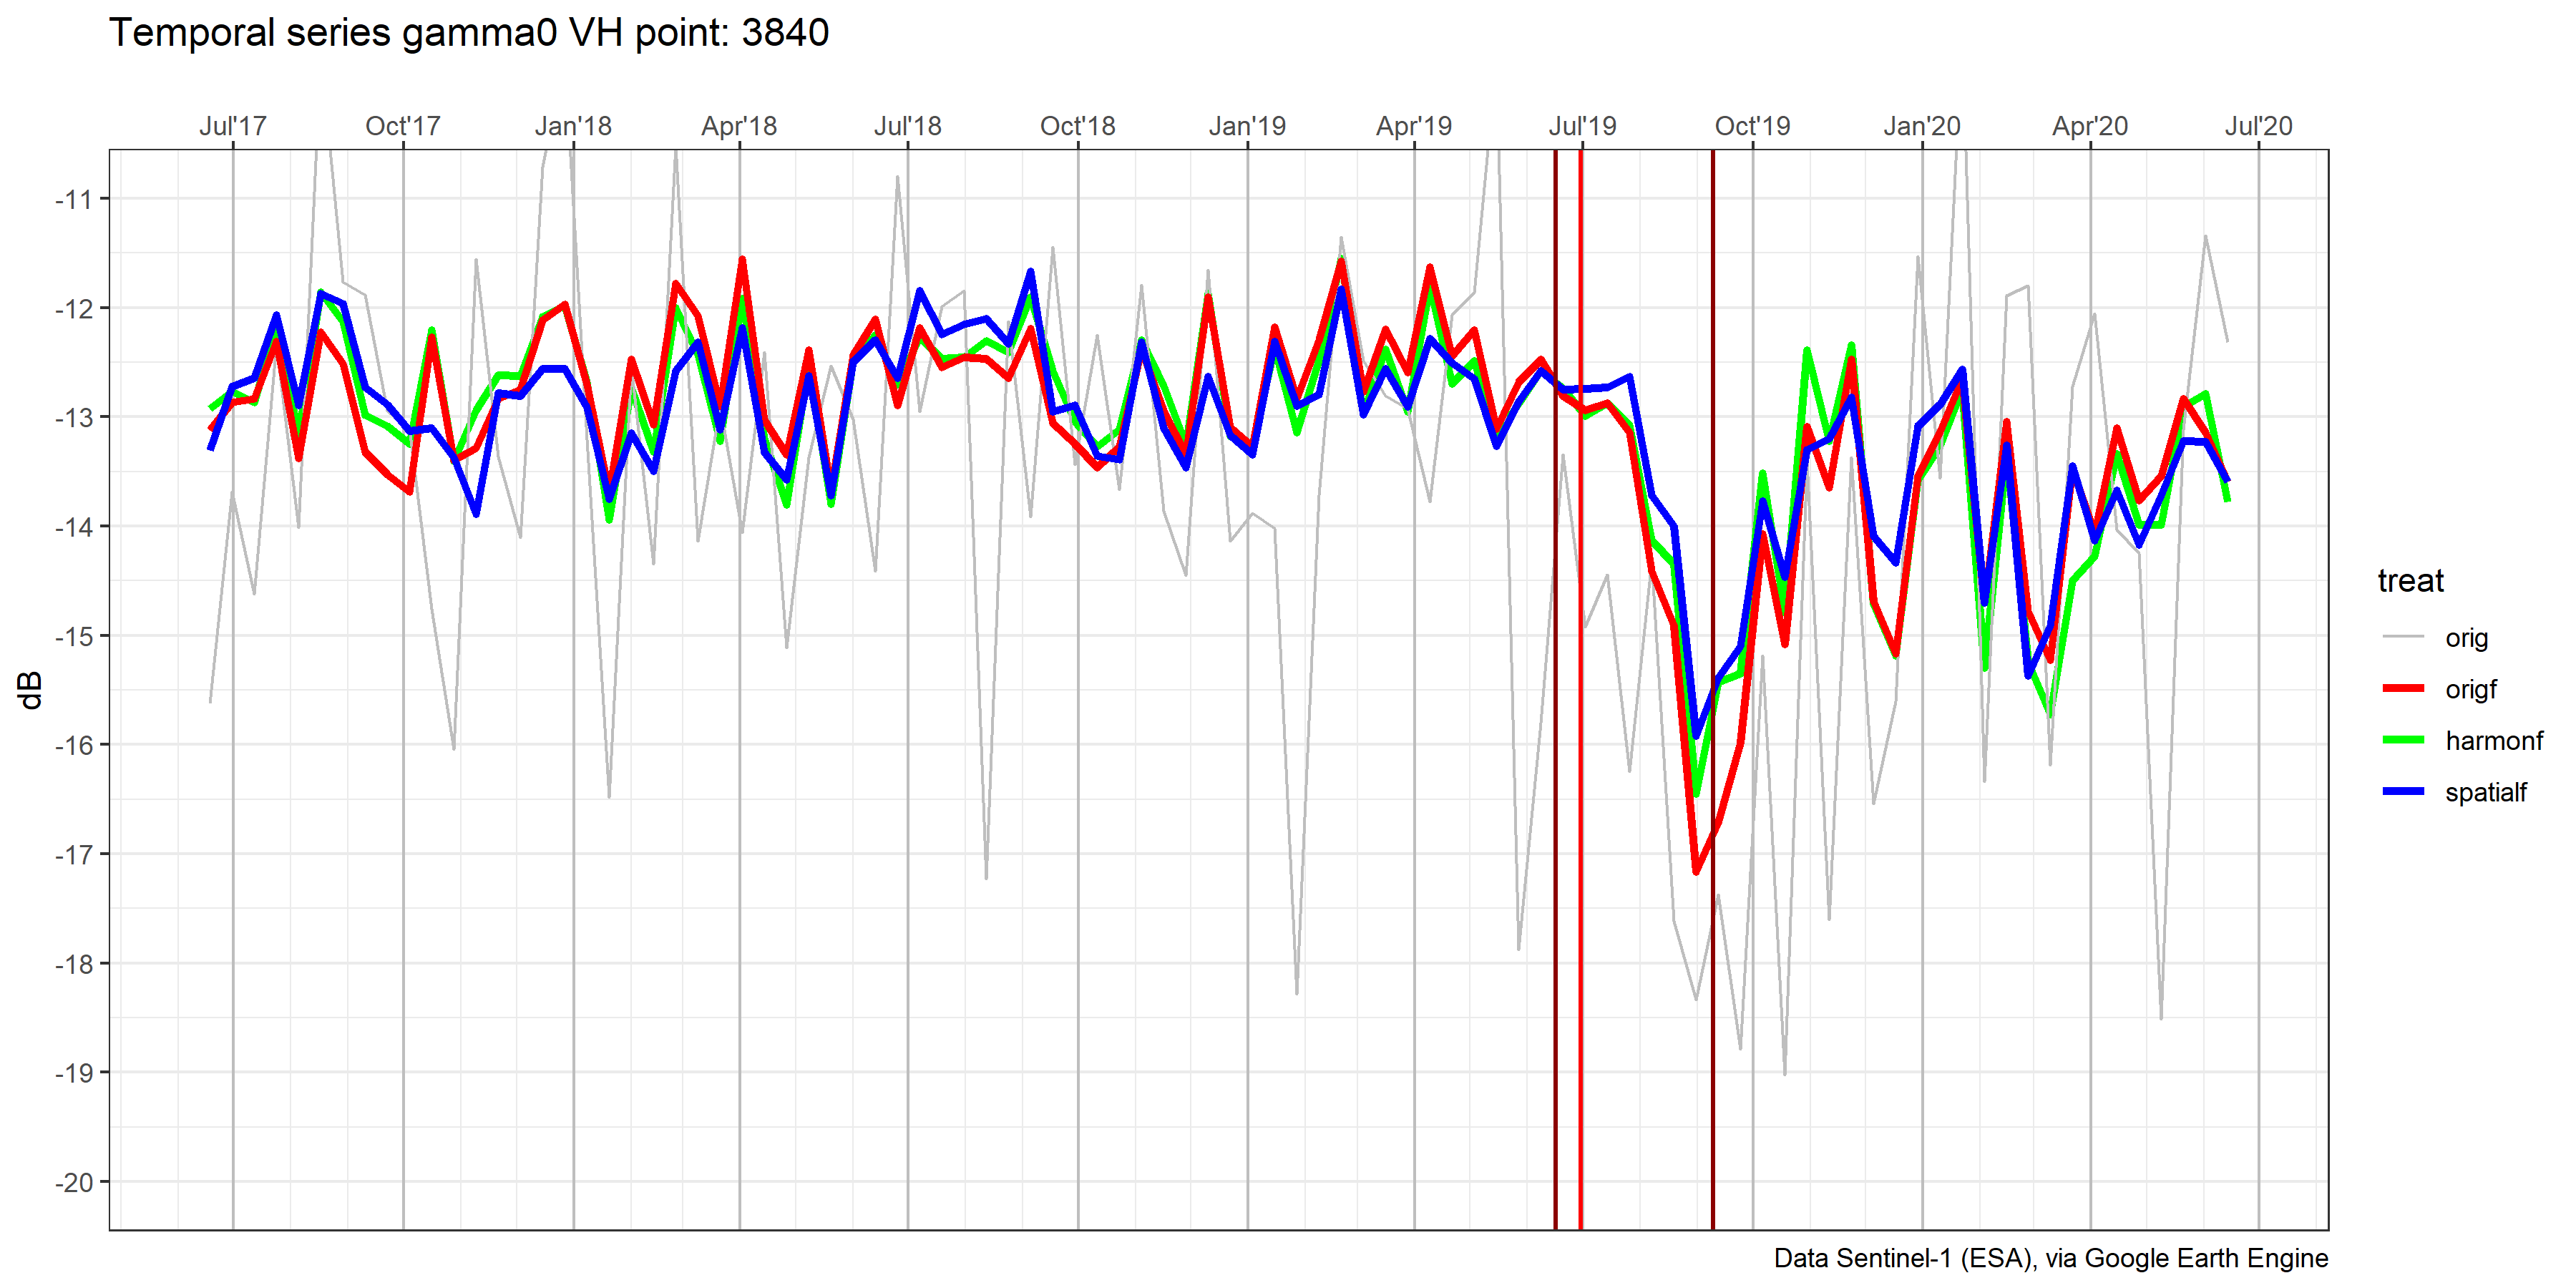 Temporal series gamma0 VH point: 3840
Jul'17 Oct'17 Jan'18 Apr'18 Jul'18 Oct'18 Jan'19 Apr'19 Jul'19 Oct'19 Jan'20 Apr'20 Jul'20
-11
-12
-13
-14
-15
-16
-17
-18
-19
-20
dB
treat
orig
origf
harmonf
spatialf
Data Sentinel-1 (ESA), via Google Earth Engine